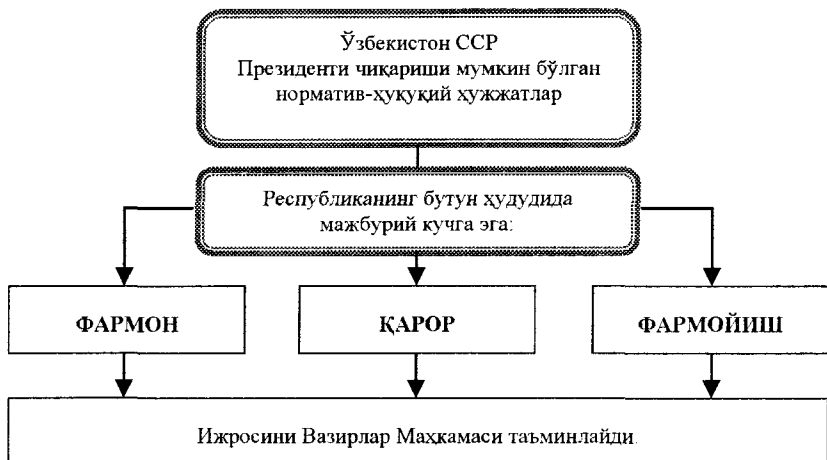 Ўзбекистон ССР
Президенти чиқариши мумкин бўлган
норматив-ҳуқуқий ҳужжатлар
Республиканинг бутун ҳудудида
мажбурий кучга эга:
ФАРМОН
ҚАРОР
ФАРМОЙИШ
Ижросини Вазирлар Маҳкамаси таъминлайди